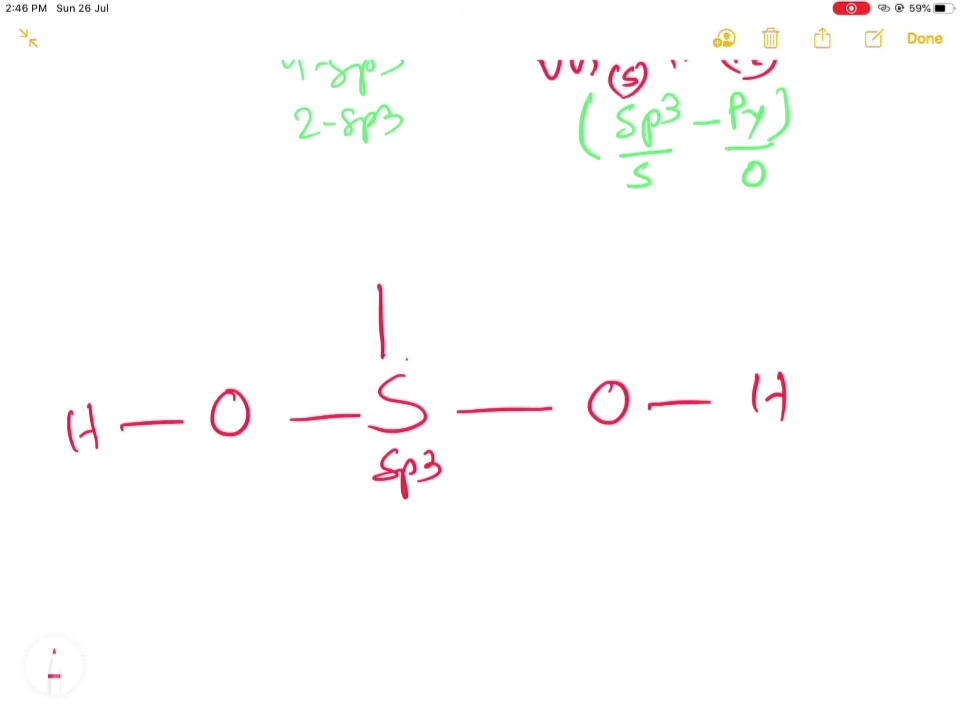 2:46 PM Sun 26 Jul
59%
Done
(S)
2-Sp3
(Sp3-Py)
S O
H-O-S-O-H
Sp3